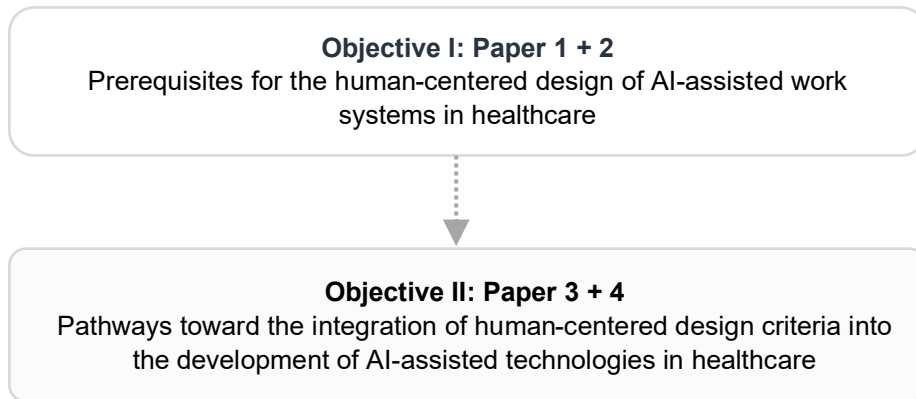 Objective I: Paper 1 + 2
Prerequisites for the human-centered design of AI-assisted work
systems in healthcare
Objective II: Paper 3 + 4
Pathways toward the integration of human-centered design criteria into
the development of AI-assisted technologies in healthcare